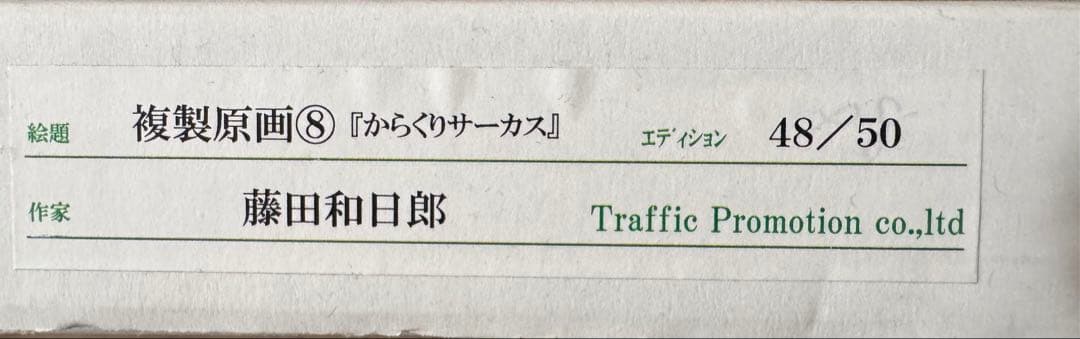 絵題 複製原画⑧『からくりサーカス』 エディション 48／50
作家 藤田和日郎 Traffic Promotion co.,ltd